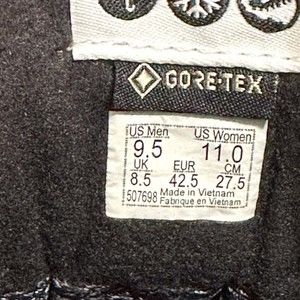 GORE-TEX
US Men US Women
9.5 11.0
UK EUR CM
8.5 42.5 27.5
507698 Made in Vietnam
Fabrique en Vietnam